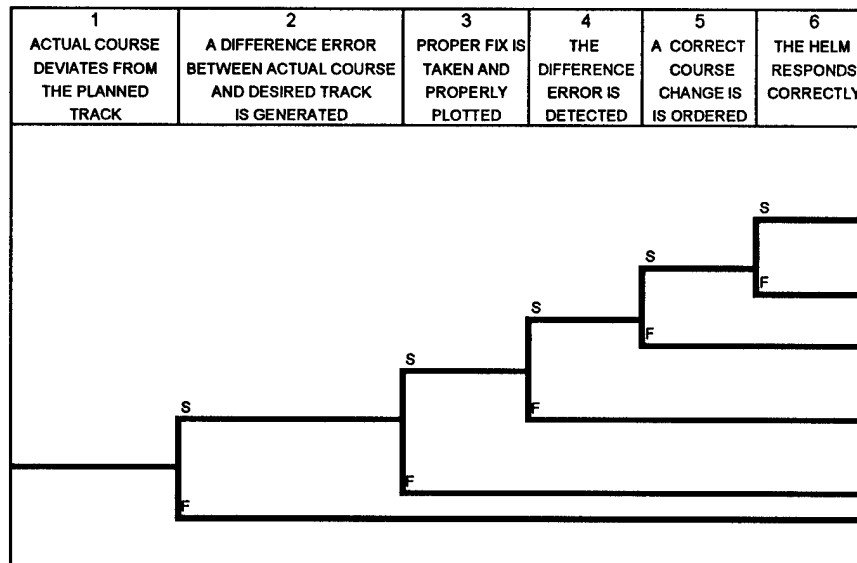 1
ACTUAL COURSE
DEVIATES FROM
THE PLANNED
TRACK
2
A DIFFERENCE ERROR
BETWEEN ACTUAL COURSE
AND DESIRED TRACK
IS GENERATED
3
PROPER FIX IS
TAKEN AND
PROPERLY
PLOTTED
4
THE
DIFFERENCE
ERROR IS
DETECTED
5
A CORRECT
COURSE
CHANGE IS
IS ORDERED
6
THE HELM
RESPONDS
CORRECTLY
S
S
F
S
F
S
F
S
F
F